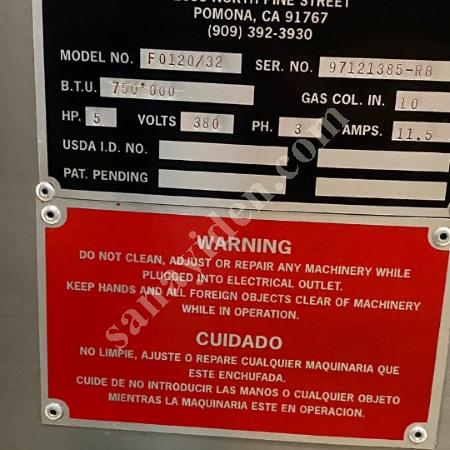 NORTH PINE STREET
POMONA, CA 91767
(909) 392-3930
MODEL NO. F0120/32 SER. NO. 97121385-RB
B.T.U. 750'000 GAS COL. IN. 10
HP. 5 VOLTS 380 PH. 3 AMPS. 11.5
USDA I.D. NO.
PAT. PENDING
WARNING
DO NOT CLEAN, ADJUST OR REPAIR ANY MACHINERY WHILE
PLUGGED INTO ELECTRICAL OUTLET.
KEEP HANDS AND ALL FOREIGN OBJECTS CLEAR OF MACHINERY
WHILE IN OPERATION.
CUIDADO
NO LIMPIE, AJUSTE O REPARE CUALQUIER MAQUINARIA QUE
ESTE ENCHUFADA.
CUIDE DE NO INTRODUCIR LAS MANOS O CUALQUIER OBJETO
MIENTRAS LA MAQUINARIA ESTE EN OPERACION.
sanayiden.com